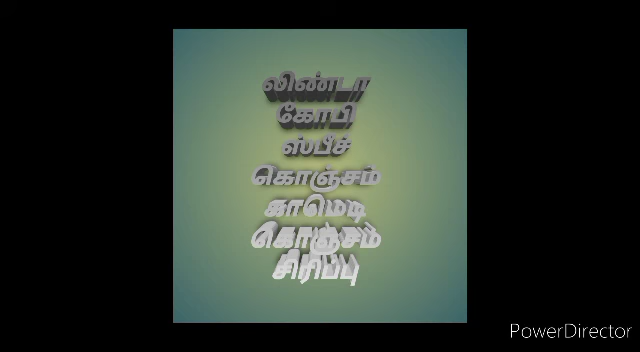 லிண்டா
கோபி
ஸ்பீச்
கொஞ்சம்
காமெடி
கொஞ்சம்
சிரிப்பு
PowerDirector